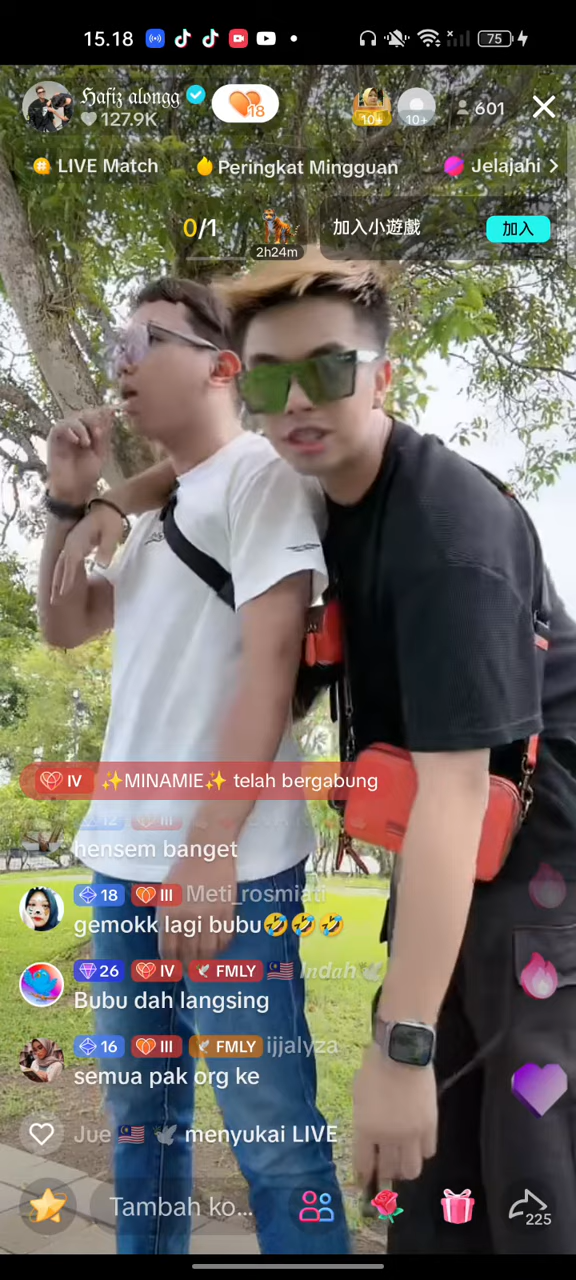 15.18
75
Hafiz alongg
127.9K
18
10+
10+
601
LIVE Match
Peringkat Mingguan
Jelajahi
0/1
2h24m
加入小遊戲
加入
IV ✨MINAMIE✨ telah bergabung
hensem banget
18 III Meti_rosmiati
gemokk lagi bubu🤣🤣🤣
26 IV FMLY 🇲🇾 Indah🕊
Bubu dah langsing
16 III FMLY ijjalyza
semua pak org ke
Jue 🇲🇾 🕊 menyukai LIVE
Tambah ko...
225